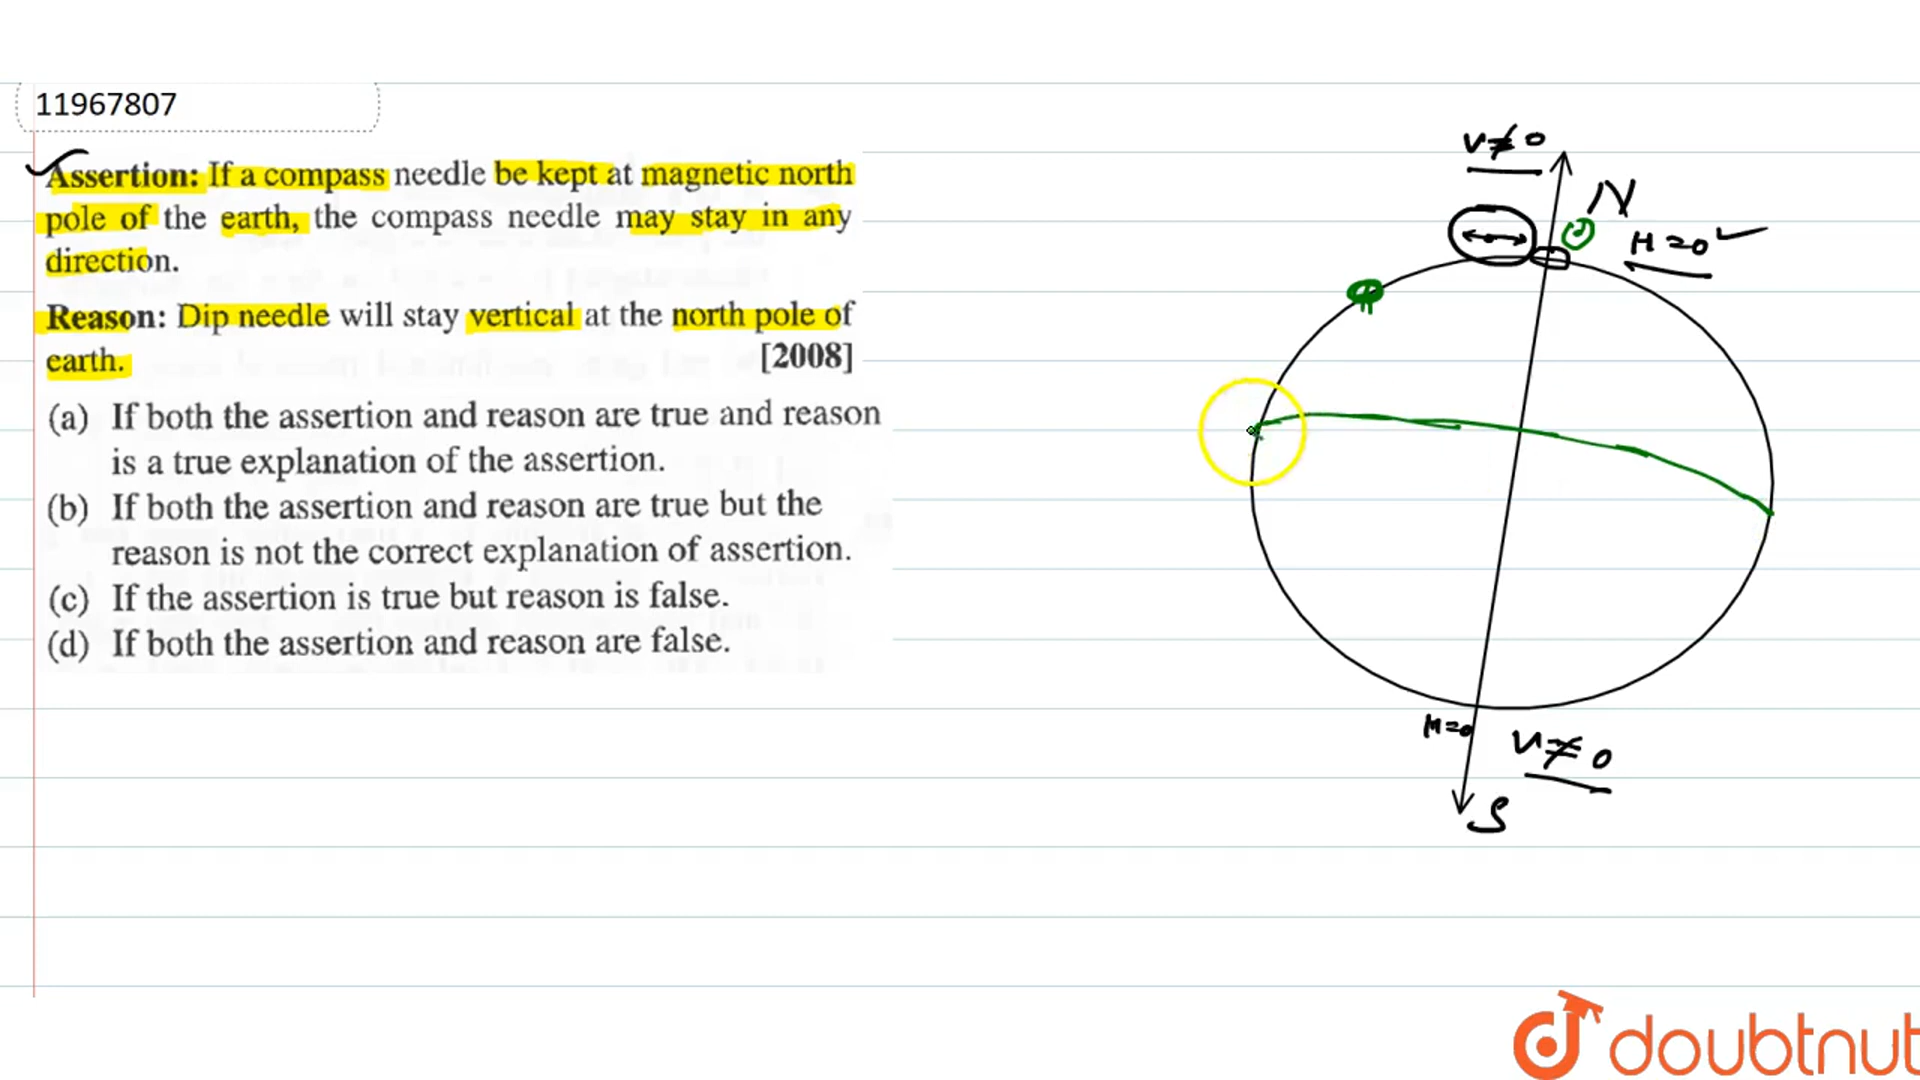 11967807
Assertion: If a compass needle be kept at magnetic north
pole of the earth, the compass needle may stay in any
direction.
Reason: Dip needle will stay vertical at the north pole of
earth. [2008]
(a) If both the assertion and reason are true and reason
is a true explanation of the assertion.
(b) If both the assertion and reason are true but the
reason is not the correct explanation of assertion.
(c) If the assertion is true but reason is false.
(d) If both the assertion and reason are false.
V≠0
N
H=0
H=0
V≠0
S
doubtnut